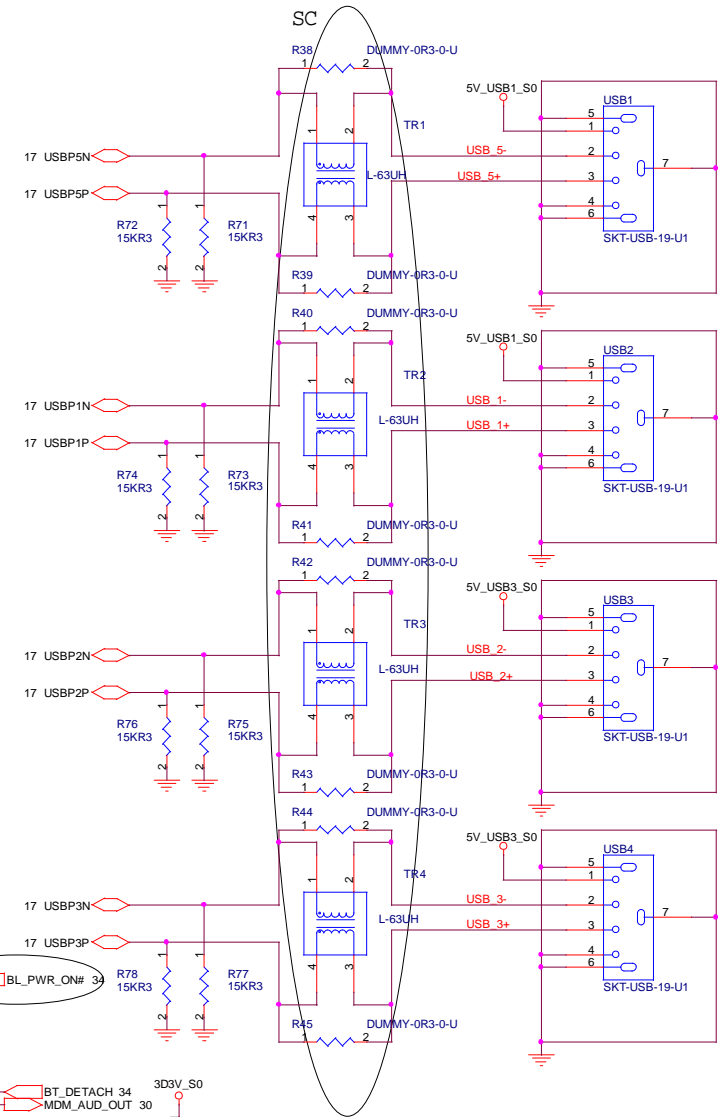 SC
R38 DUMMY-0R3-0-U
1 2
5V_USB1_S0
USB1
TR1
1 2
5
1
17 USBP5N
USB_5-
2
7
L-63UH
17 USBP5P
USB_5+
3
4
6
4 3
R72
15KR3
1
2
R71
15KR3
1
2
SKT-USB-19-U1
R39 DUMMY-0R3-0-U
1 2
R40 DUMMY-0R3-0-U
1 2
5V_USB1_S0
USB2
TR2
1 2
5
1
17 USBP1N
USB_1-
2
7
L-63UH
17 USBP1P
USB_1+
3
4
6
4 3
R74
15KR3
1
2
R73
15KR3
1
2
SKT-USB-19-U1
R41 DUMMY-0R3-0-U
1 2
R42 DUMMY-0R3-0-U
1 2
5V_USB3_S0
USB3
TR3
1 2
5
1
17 USBP2N
USB_2-
2
7
L-63UH
17 USBP2P
USB_2+
3
4
6
4 3
R76
15KR3
1
2
R75
15KR3
1
2
SKT-USB-19-U1
R43 DUMMY-0R3-0-U
1 2
R44 DUMMY-0R3-0-U
1 2
5V_USB3_S0
USB4
TR4
1 2
5
1
17 USBP3N
USB_3-
2
7
L-63UH
17 USBP3P
USB_3+
3
4
6
4 3
BL_PWR_ON# 34
R78
15KR3
1
2
R77
15KR3
1
2
SKT-USB-19-U1
R45 DUMMY-0R3-0-U
1 2
BT_DETACH 34
3D3V_S0
MDM_AUD_OUT 30